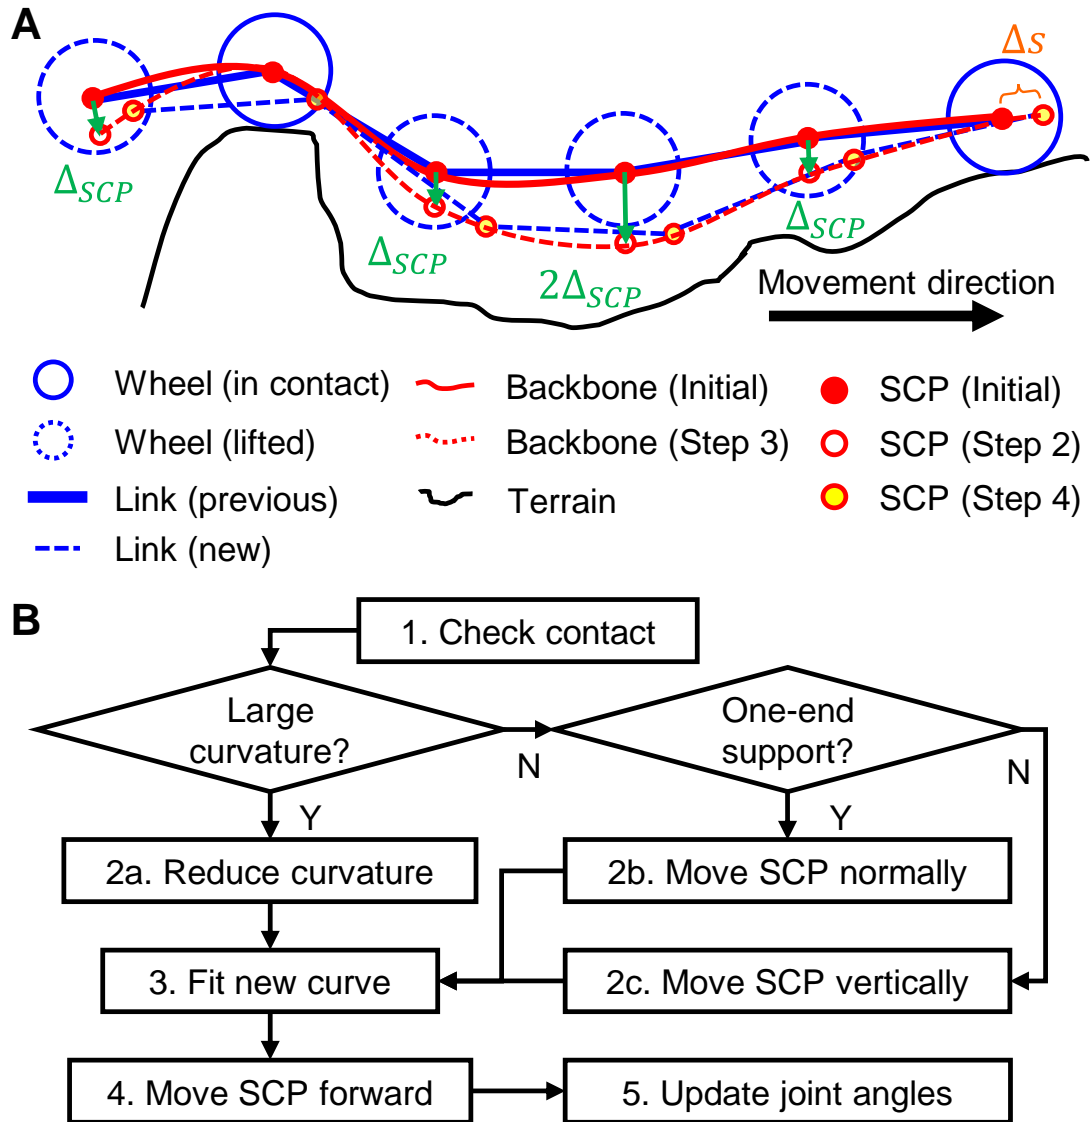 A
Δs
Δ_SCP
Δ_SCP
2Δ_SCP
Δ_SCP
Movement direction
Wheel (in contact)
Backbone (Initial)
SCP (Initial)
Wheel (lifted)
Backbone (Step 3)
SCP (Step 2)
Link (previous)
Terrain
SCP (Step 4)
Link (new)
B
1. Check contact
Large
curvature?
N
One-end
support?
N
Y
Y
2a. Reduce curvature
2b. Move SCP normally
3. Fit new curve
2c. Move SCP vertically
4. Move SCP forward
5. Update joint angles